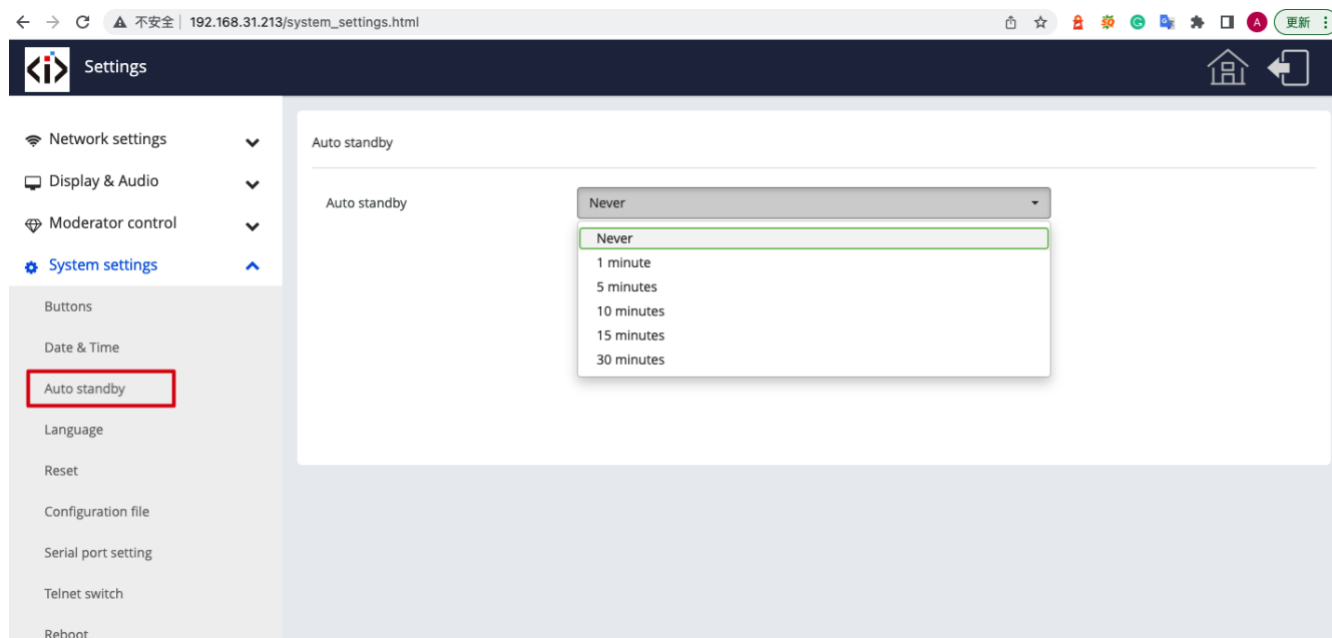 不安全 192.168.31.213/system_settings.html
A
更新
<i> Settings
Network settings
Display & Audio
Moderator control
System settings
Buttons
Date & Time
Auto standby
Language
Reset
Configuration file
Serial port setting
Telnet switch
Reboot
Auto standby
Auto standby Never
Never
1 minute
5 minutes
10 minutes
15 minutes
30 minutes